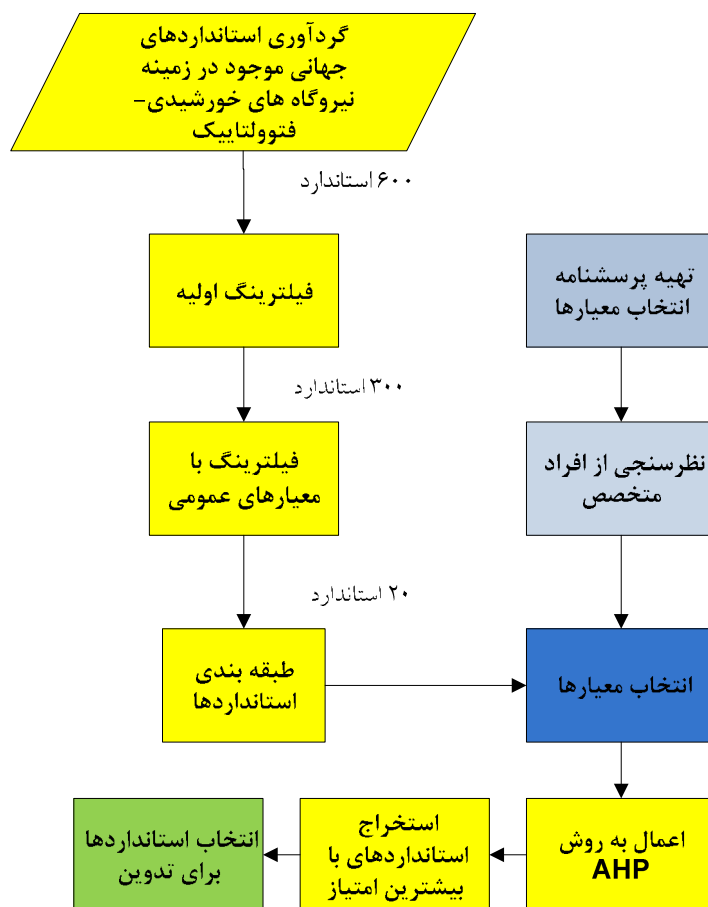 گردآوری استانداردهای
جهانی موجود در زمینه
نیروگاه های خورشیدی-
فتوولتاییک
۶۰۰ استاندارد
فیلترینگ اولیه
۳۰۰ استاندارد
فیلترینگ با
معیارهای عمومی
۲۰ استاندارد
طبقه بندی
استانداردها
تهیه پرسشنامه
انتخاب معیارها
نظرسنجی از افراد
متخصص
انتخاب معیارها
اعمال به روش
AHP
استخراج
استانداردهای با
بیشترین امتیاز
انتخاب استانداردها
برای تدوین